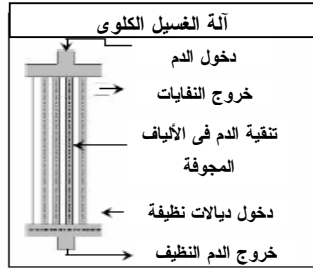 آلة الغسيل الكلوى
دخول الدم
خروج النفايات
تنقية الدم فى الألياف
المجوفة
دخول ديالات نظيفة
خروج الدم النظيف